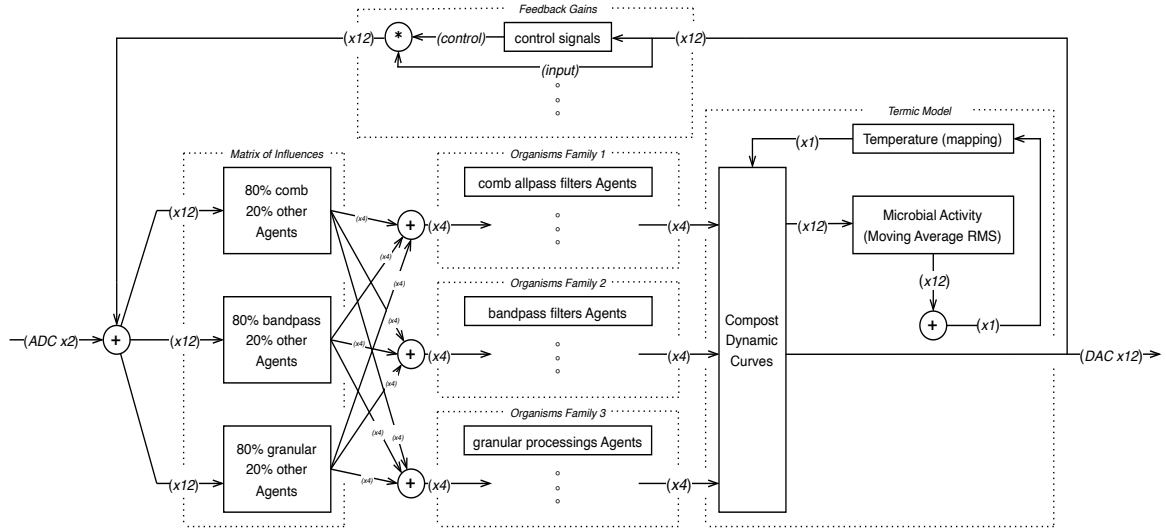 Feedback Gains
(x12)
*
(control)
control signals
(x12)
(input)
Termic Model
(x1)
Temperature (mapping)
Matrix of Influences
Organisms Family 1
80% comb
20% other
Agents
comb allpass filters Agents
(x12)
(x4)
+
(x4)
(x4)
(x12)
Microbial Activity
(Moving Average RMS)
(x4)
(x4)
(x4)
(x12)
Organisms Family 2
80% bandpass
20% other
Agents
bandpass filters Agents
+
(x1)
(ADC x2)
+
(x12)
(x4)
(x4)
(x4)
+
(x4)
(x4)
Compost
Dynamic
Curves
(DAC x12)
(x4)
Organisms Family 3
80% granular
20% other
Agents
granular processings Agents
(x4)
(x4)
(x12)
(x4)
+
(x4)
(x4)